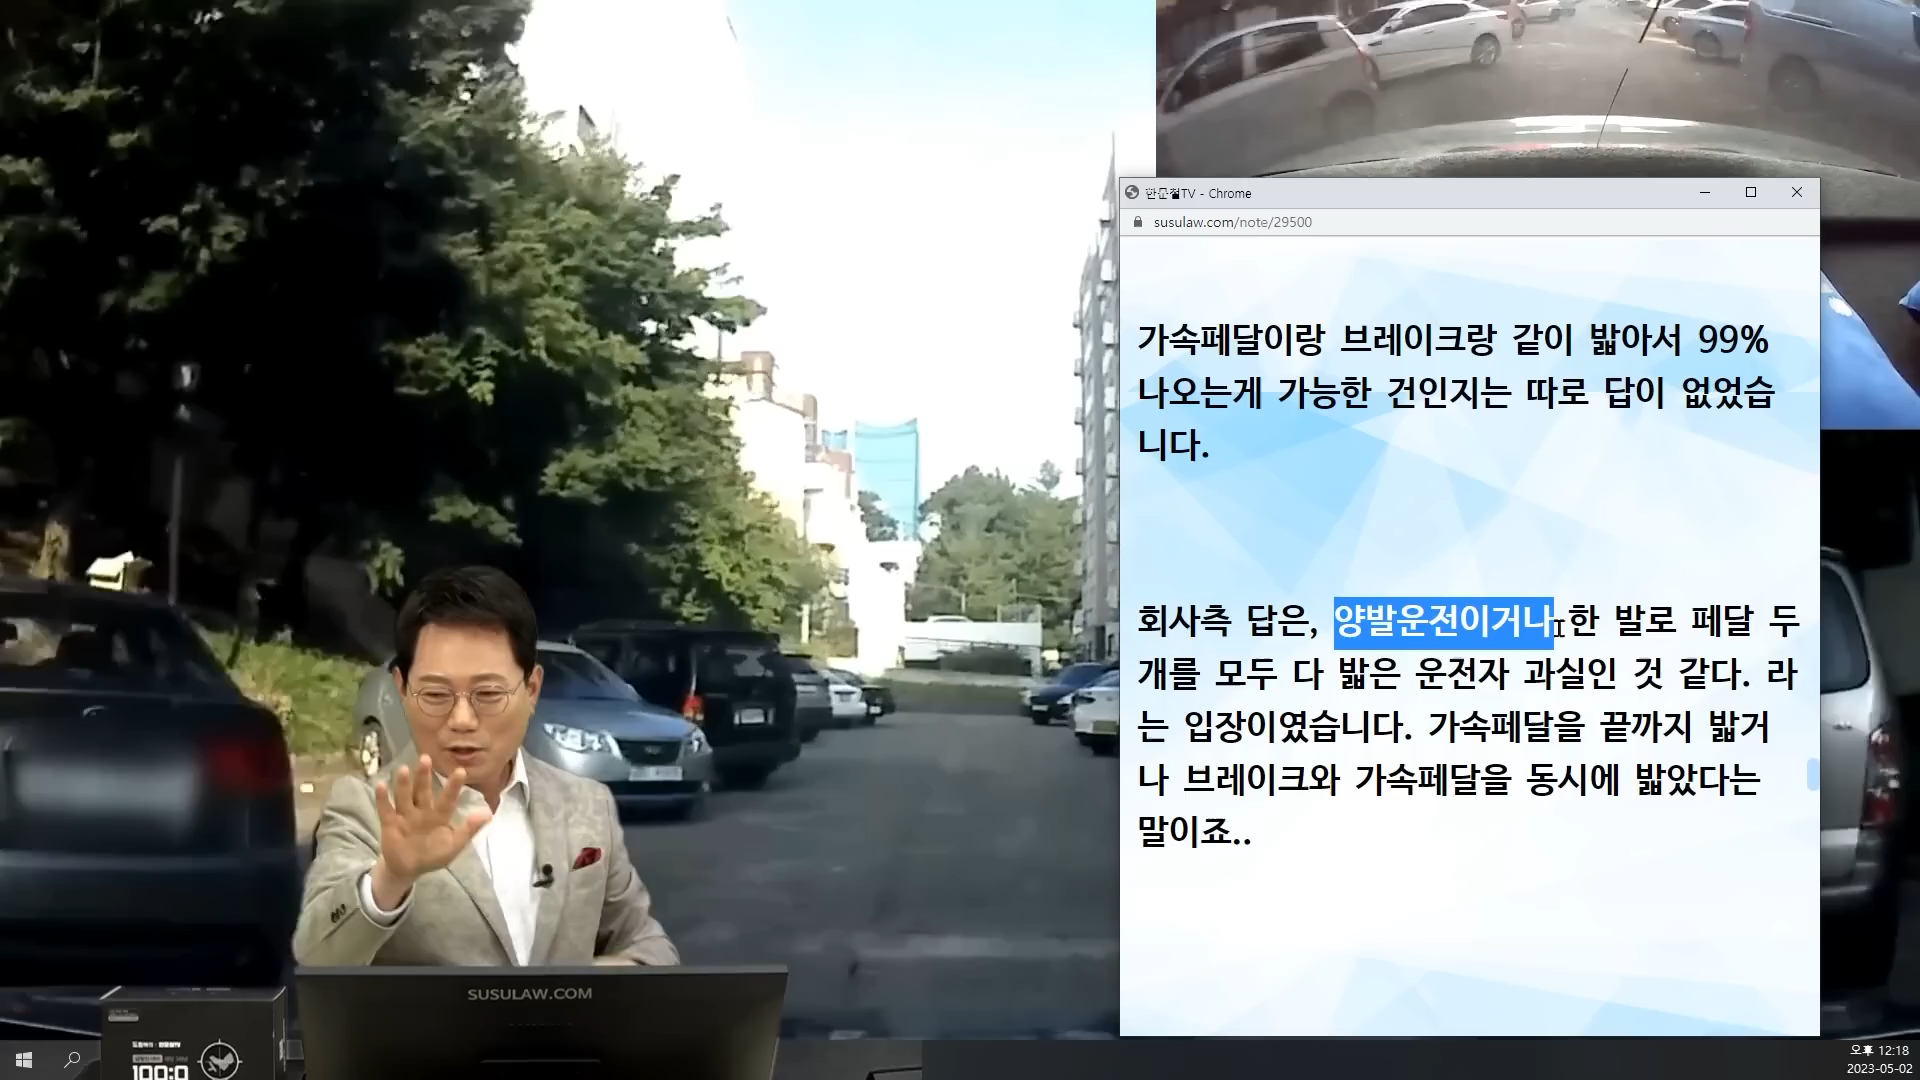 한문철TV - Chrome
susulaw.com/note/29500
가속페달이랑 브레이크랑 같이 밟아서 99%
나오는게 가능한 건인지는 따로 답이 없었습
니다.
회사측 답은, 양발운전이거나 한 발로 페달 두
개를 모두 다 밟은 운전자 과실인 것 같다. 라
는 입장이였습니다. 가속페달을 끝까지 밟거
나 브레이크와 가속페달을 동시에 밟았다는
말이죠..
SUSULAW.COM
100:0
오후 12:18
2023-05-02